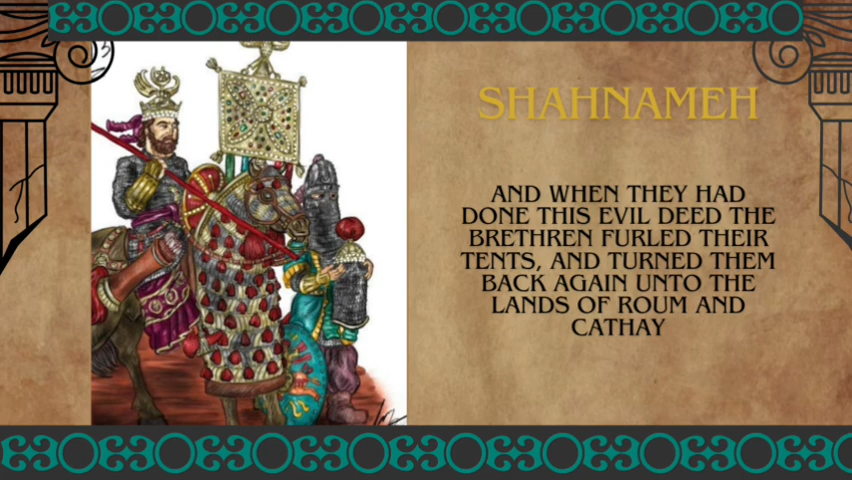 SHAHNAMEH
AND WHEN THEY HAD
DONE THIS EVIL DEED THE
BRETHREN FURLED THEIR
TENTS, AND TURNED THEM
BACK AGAIN UNTO THE
LANDS OF ROUM AND
CATHAY